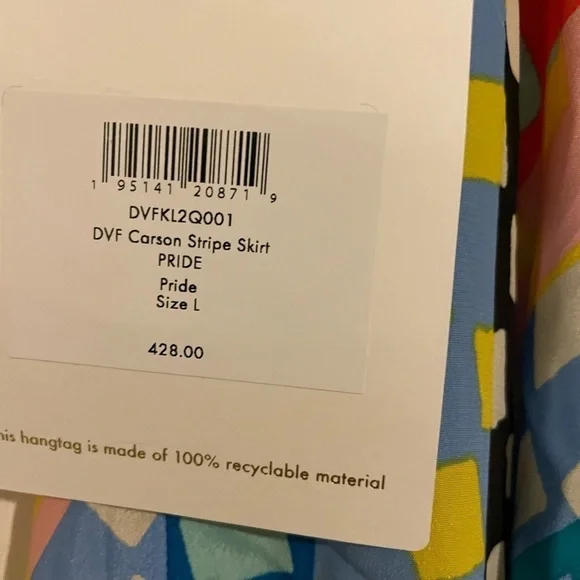 1 95141 20871 9
DVFKL2Q001
DVF Carson Stripe Skirt
PRIDE
Pride
Size L
428.00
his hangtag is made of 100% recyclable material